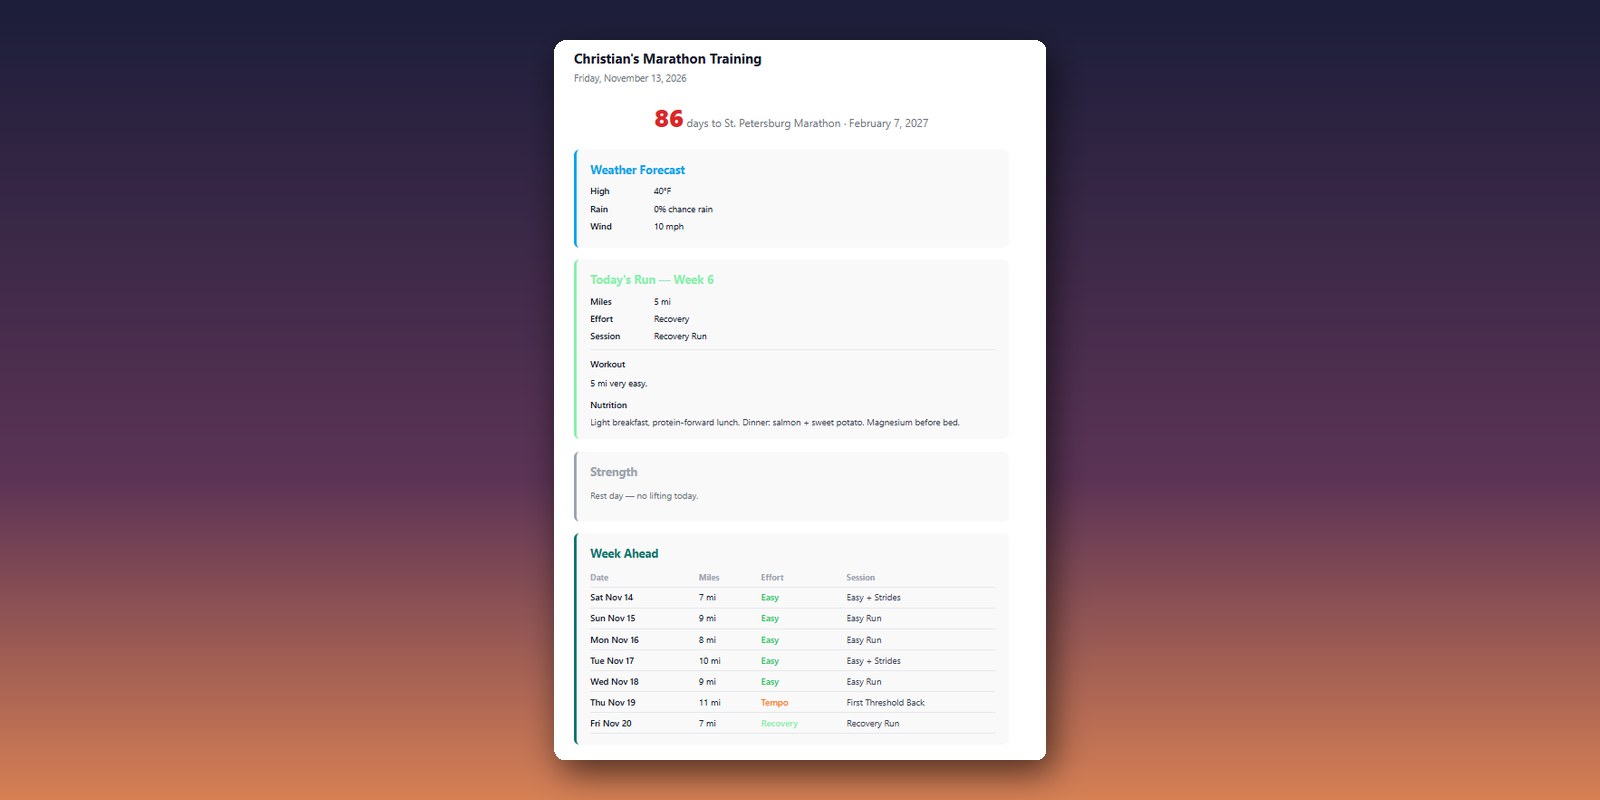 Christian's Marathon Training
Friday, November 13, 2026
86 days to St. Petersburg Marathon · February 7, 2027
Weather Forecast
High 40°F
Rain 0% chance rain
Wind 10 mph
Today's Run — Week 6
Miles 5 mi
Effort Recovery
Session Recovery Run
Workout
5 mi very easy.
Nutrition
Light breakfast, protein-forward lunch. Dinner: salmon + sweet potato. Magnesium before bed.
Strength
Rest day — no lifting today.
Week Ahead
Date Miles Effort Session
Sat Nov 14 7 mi Easy Easy + Strides
Sun Nov 15 9 mi Easy Easy Run
Mon Nov 16 8 mi Easy Easy Run
Tue Nov 17 10 mi Easy Easy + Strides
Wed Nov 18 9 mi Easy Easy Run
Thu Nov 19 11 mi Tempo First Threshold Back
Fri Nov 20 7 mi Recovery Recovery Run